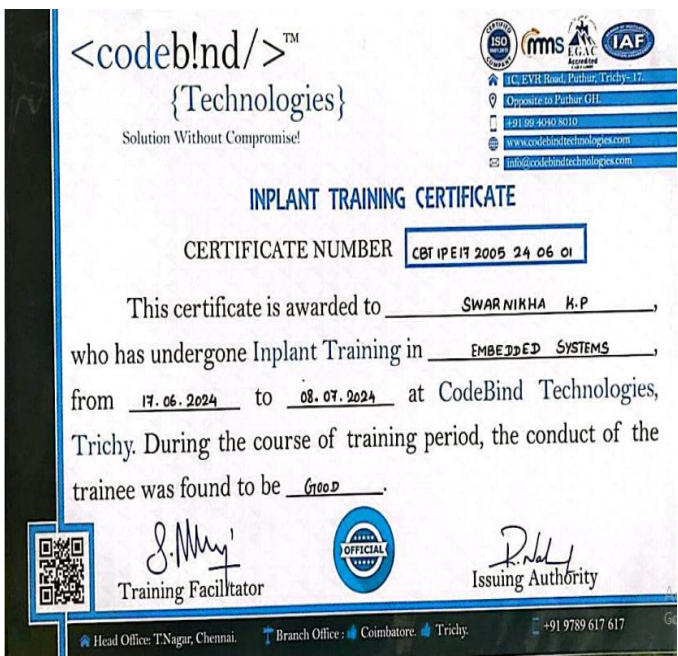 <codeb!nd/>™
{Technologies}
Solution Without Compromise!
CERTIFIED
ISO
COMPANY
EGAC
Accredited
IAF
1C, EVR Road, Puthur, Trichy- 17.
Opposite to Puthur GH.
+91 99 4040 8010
www.codebindtechnologies.com
info@codebindtechnologies.com
INPLANT TRAINING CERTIFICATE
CERTIFICATE NUMBER CBT IPE17 2005 24 06 01
This certificate is awarded to SWARNIKHA K.P,
who has undergone Inplant Training in EMBEDDED SYSTEMS,
from 17.06.2024 to 08.07.2024 at CodeBind Technologies,
Trichy. During the course of training period, the conduct of the
trainee was found to be GOOD.
OFFICIAL
Training Facilitator
Issuing Authority
Head Office: T.Nagar, Chennai. Branch Office : Coimbatore. Trichy. +91 9789 617 617